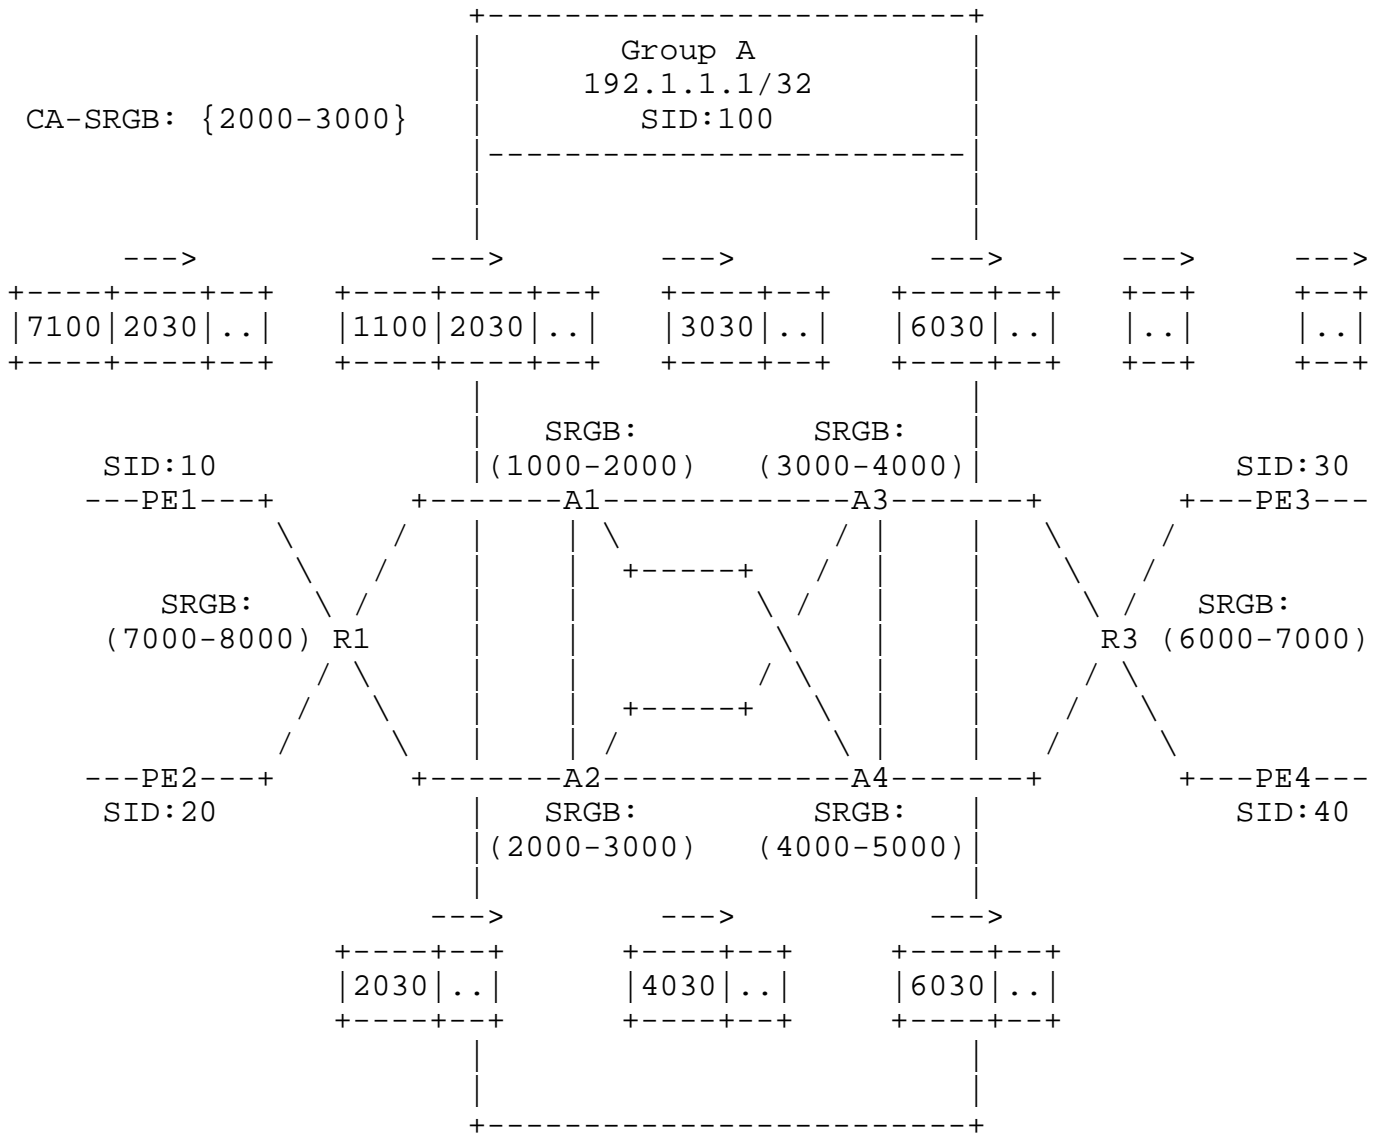 Group A
192.1.1.1/32
CA-SRGB: {2000-3000} SID:100
---> ---> ---> ---> ---> --->
|7100|2030|..| |1100|2030|..| |3030|..| |6030|..| |..| |..|
SRGB: SRGB:
SID:10 (1000-2000) (3000-4000) SID:30
---PE1---+ +-------A1-------------A3-------+ +---PE3---
SRGB: SRGB:
(7000-8000) R1 R3 (6000-7000)
---PE2---+ +-------A2-------------A4-------+ +---PE4---
SID:20 SRGB: SRGB: SID:40
(2000-3000) (4000-5000)
---> ---> --->
|2030|..| |4030|..| |6030|..|